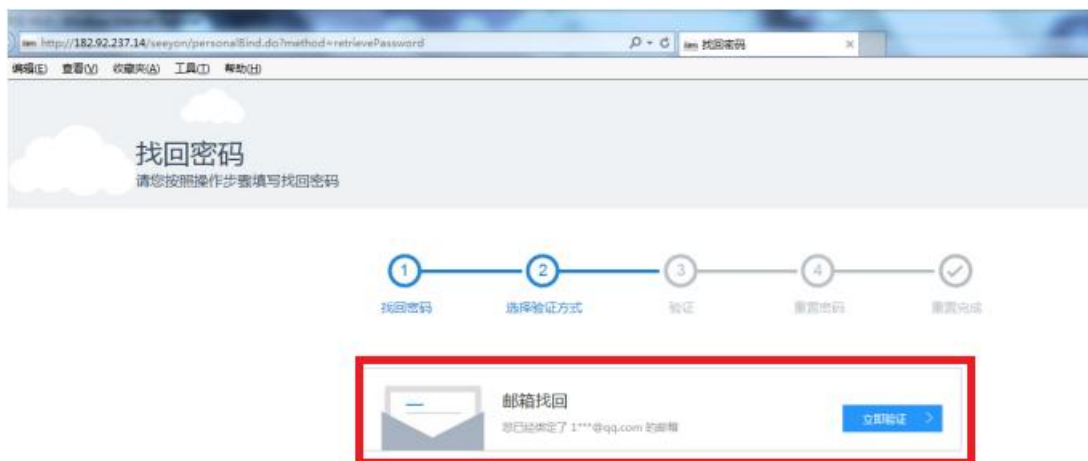 http://182.92.237.14/seeyon/personalBind.do?method=retrievePassword 找回密码
编辑(E) 查看(V) 收藏夹(A) 工具(T) 帮助(H)
找回密码
请您按照操作步骤填写找回密码
1 2 3 4
找回密码 选择验证方式 验证 重置密码 重置完成
邮箱找回
您已经绑定了 1***@qq.com 的邮箱
立即验证